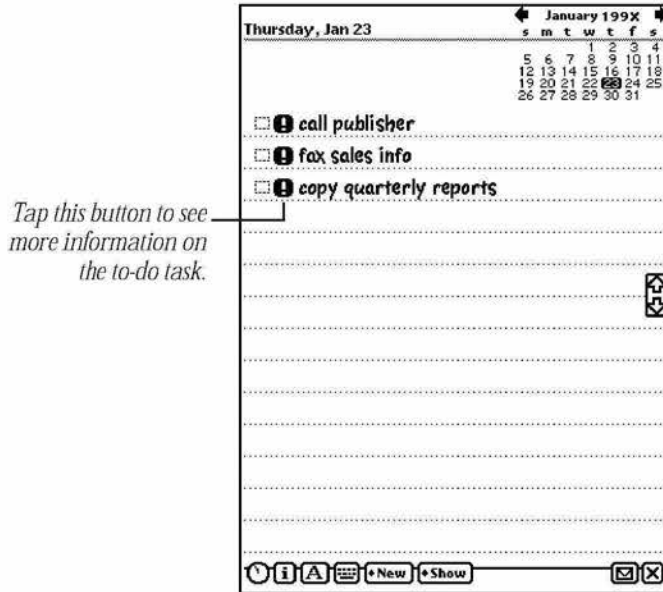 Thursday, Jan 23
January 199X
s m t w t f s
1 2 3 4
5 6 7 8 9 10 11
12 13 14 15 16 17 18
19 20 21 22 23 24 25
26 27 28 29 30 31
call publisher
fax sales info
copy quarterly reports
Tap this button to see
more information on
the to-do task.
i A New Show X